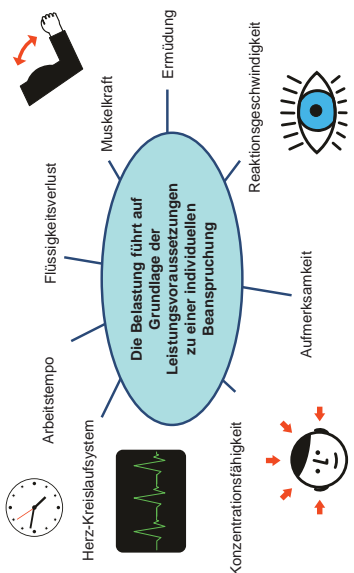 Flüssigkeitsverlust
Muskelkraft
Arbeitstempo
Ermüdung
Herz-Kreislaufsystem
Die Belastung führt auf
Grundlage der
Leistungsvoraussetzungen
zu einer individuellen
Beanspruchung
Reaktionsgeschwindigkeit
Konzentrationsfähigkeit
Aufmerksamkeit